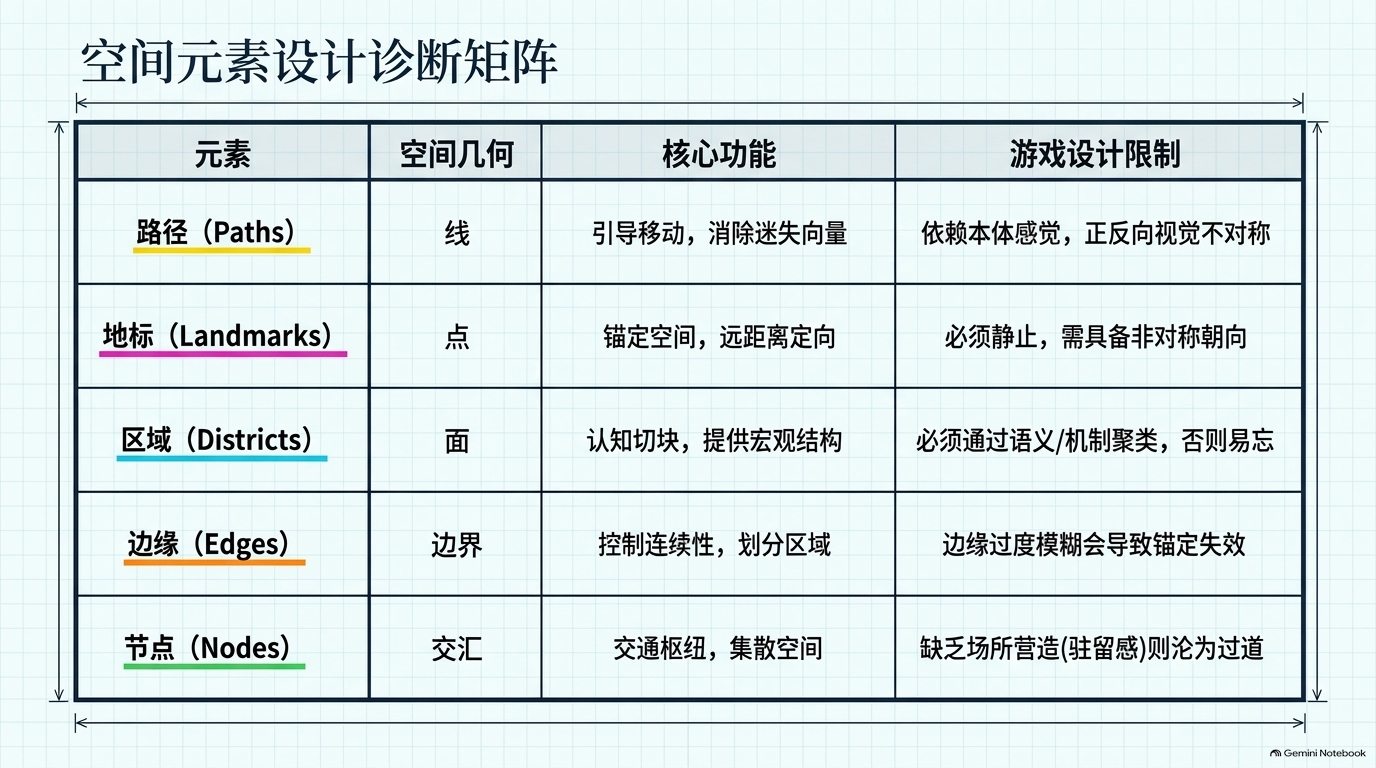 空间元素设计诊断矩阵
元素 空间几何 核心功能 游戏设计限制
路径（Paths） 线 引导移动，消除迷失向量 依赖本体感觉，正反向视觉不对称
地标（Landmarks） 点 锚定空间，远距离定向 必须静止，需具备非对称朝向
区域（Districts） 面 认知切块，提供宏观结构 必须通过语义/机制聚类，否则易忘
边缘（Edges） 边界 控制连续性，划分区域 边缘过度模糊会导致锚定失效
节点（Nodes） 交汇 交通枢纽，集散空间 缺乏场所营造(驻留感)则沦为过道
Gemini Notebook